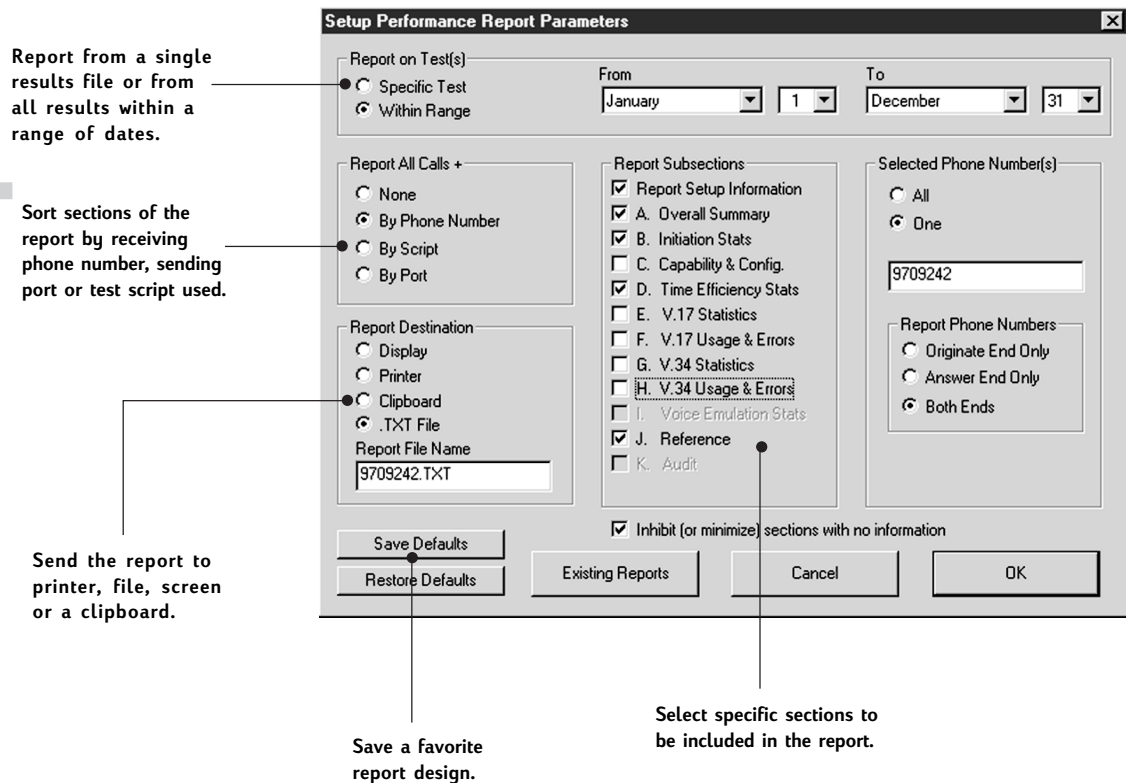 Setup Performance Report Parameters
Report from a single
results file or from
all results within a
range of dates.
Report on Test(s)
Specific Test
Within Range
From
January
1
To
December
31
Sort sections of the
report by receiving
phone number, sending
port or test script used.
Report All Calls +
None
By Phone Number
By Script
By Port
Report Destination
Display
Printer
Clipboard
.TXT File
Report File Name
9709242.TXT
Report Subsections
Report Setup Information
A. Overall Summary
B. Initiation Stats
C. Capability & Config.
D. Time Efficiency Stats
E. V.17 Statistics
F. V.17 Usage & Errors
G. V.34 Statistics
H. V.34 Usage & Errors
I. Voice Emulation Stats
J. Reference
K. Audit
Selected Phone Number(s)
All
One
9709242
Report Phone Numbers
Originate End Only
Answer End Only
Both Ends
Inhibit (or minimize) sections with no information
Save Defaults
Restore Defaults
Existing Reports
Cancel
OK
Send the report to
printer, file, screen
or a clipboard.
Save a favorite
report design.
Select specific sections to
be included in the report.